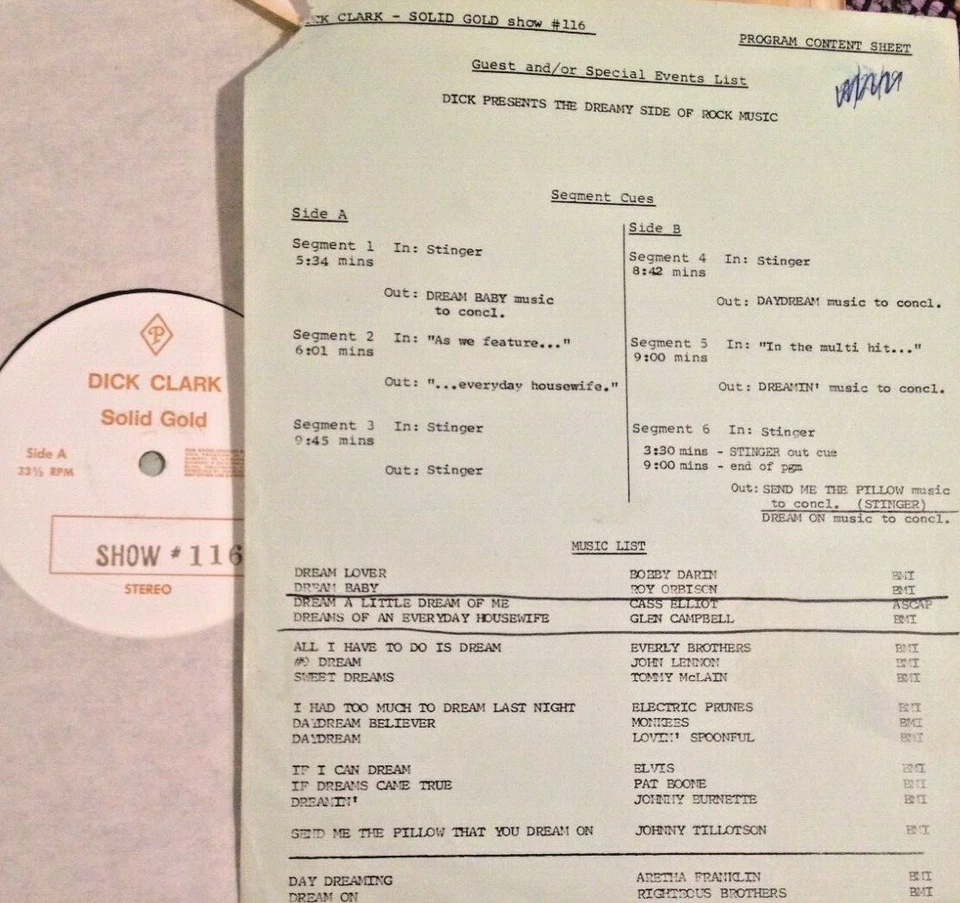 CK CLARK - SOLID GOLD show #116
PROGRAM CONTENT SHEET
Guest and/or Special Events List
DICK PRESENTS THE DREAMY SIDE OF ROCK MUSIC
Segment Cues
Side A
Segment 1 In: Stinger
5:34 mins
Out: DREAM BABY music
to concl.
Segment 2 In: "As we feature..."
6:01 mins
Out: "...everyday housewife."
Segment 3 In: Stinger
9:45 mins
Out: Stinger
Side B
Segment 4 In: Stinger
8:42 mins
Out: DAYDREAM music to concl.
Segment 5 In: "In the multi hit..."
9:00 mins
Out: DREAMIN' music to concl.
Segment 6 In: Stinger
3:30 mins - STINGER out cue
9:00 mins - end of pgm
Out: SEND ME THE PILLOW music
to concl. (STINGER)
DREAM ON music to concl.
MUSIC LIST
DREAM LOVER BOBBY DARIN BMI
DREAM BABY ROY ORBISON BMI
DREAM A LITTLE DREAM OF ME CASS ELLIOT ASCAP
DREAMS OF AN EVERYDAY HOUSEWIFE GLEN CAMPBELL BMI
ALL I HAVE TO DO IS DREAM EVERLY BROTHERS BMI
#9 DREAM JOHN LENNON BMI
SWEET DREAMS TOMMY McLAIN BMI
I HAD TOO MUCH TO DREAM LAST NIGHT ELECTRIC PRUNES BMI
DAYDREAM BELIEVER MONKEES BMI
DAYDREAM LOVIN' SPOONFUL BMI
IF I CAN DREAM ELVIS BMI
IF DREAMS CAME TRUE PAT BOONE BMI
DREAMIN' JOHNNY BURNETTE BMI
SEND ME THE PILLOW THAT YOU DREAM ON JOHNNY TILLOTSON BMI
DAY DREAMING ARETHA FRANKLIN BMI
DREAM ON RIGHTEOUS BROTHERS BMI
P
DICK CLARK
Solid Gold
Side A
33⅓ RPM
SHOW #116
STEREO